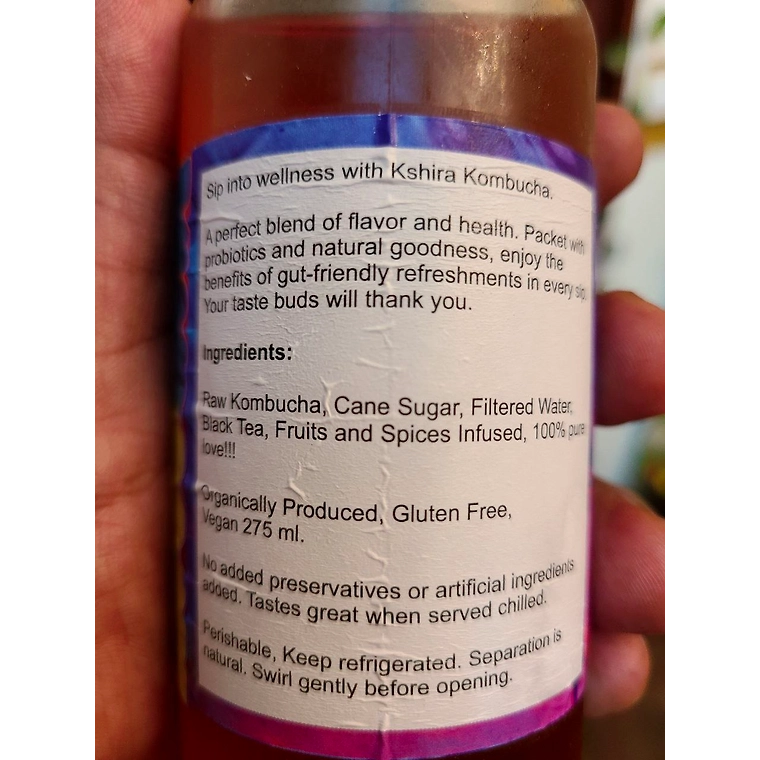 Sip into wellness with Kshira Kombucha.
A perfect blend of flavor and health. Packet with
probiotics and natural goodness, enjoy the
benefits of gut-friendly refreshments in every sip.
Your taste buds will thank you.
Ingredients:
Raw Kombucha, Cane Sugar, Filtered Water,
Black Tea, Fruits and Spices Infused, 100% pure
love!!!
Organically Produced, Gluten Free,
Vegan 275 ml.
No added preservatives or artificial ingredients
added. Tastes great when served chilled.
Perishable, Keep refrigerated. Separation is
natural. Swirl gently before opening.